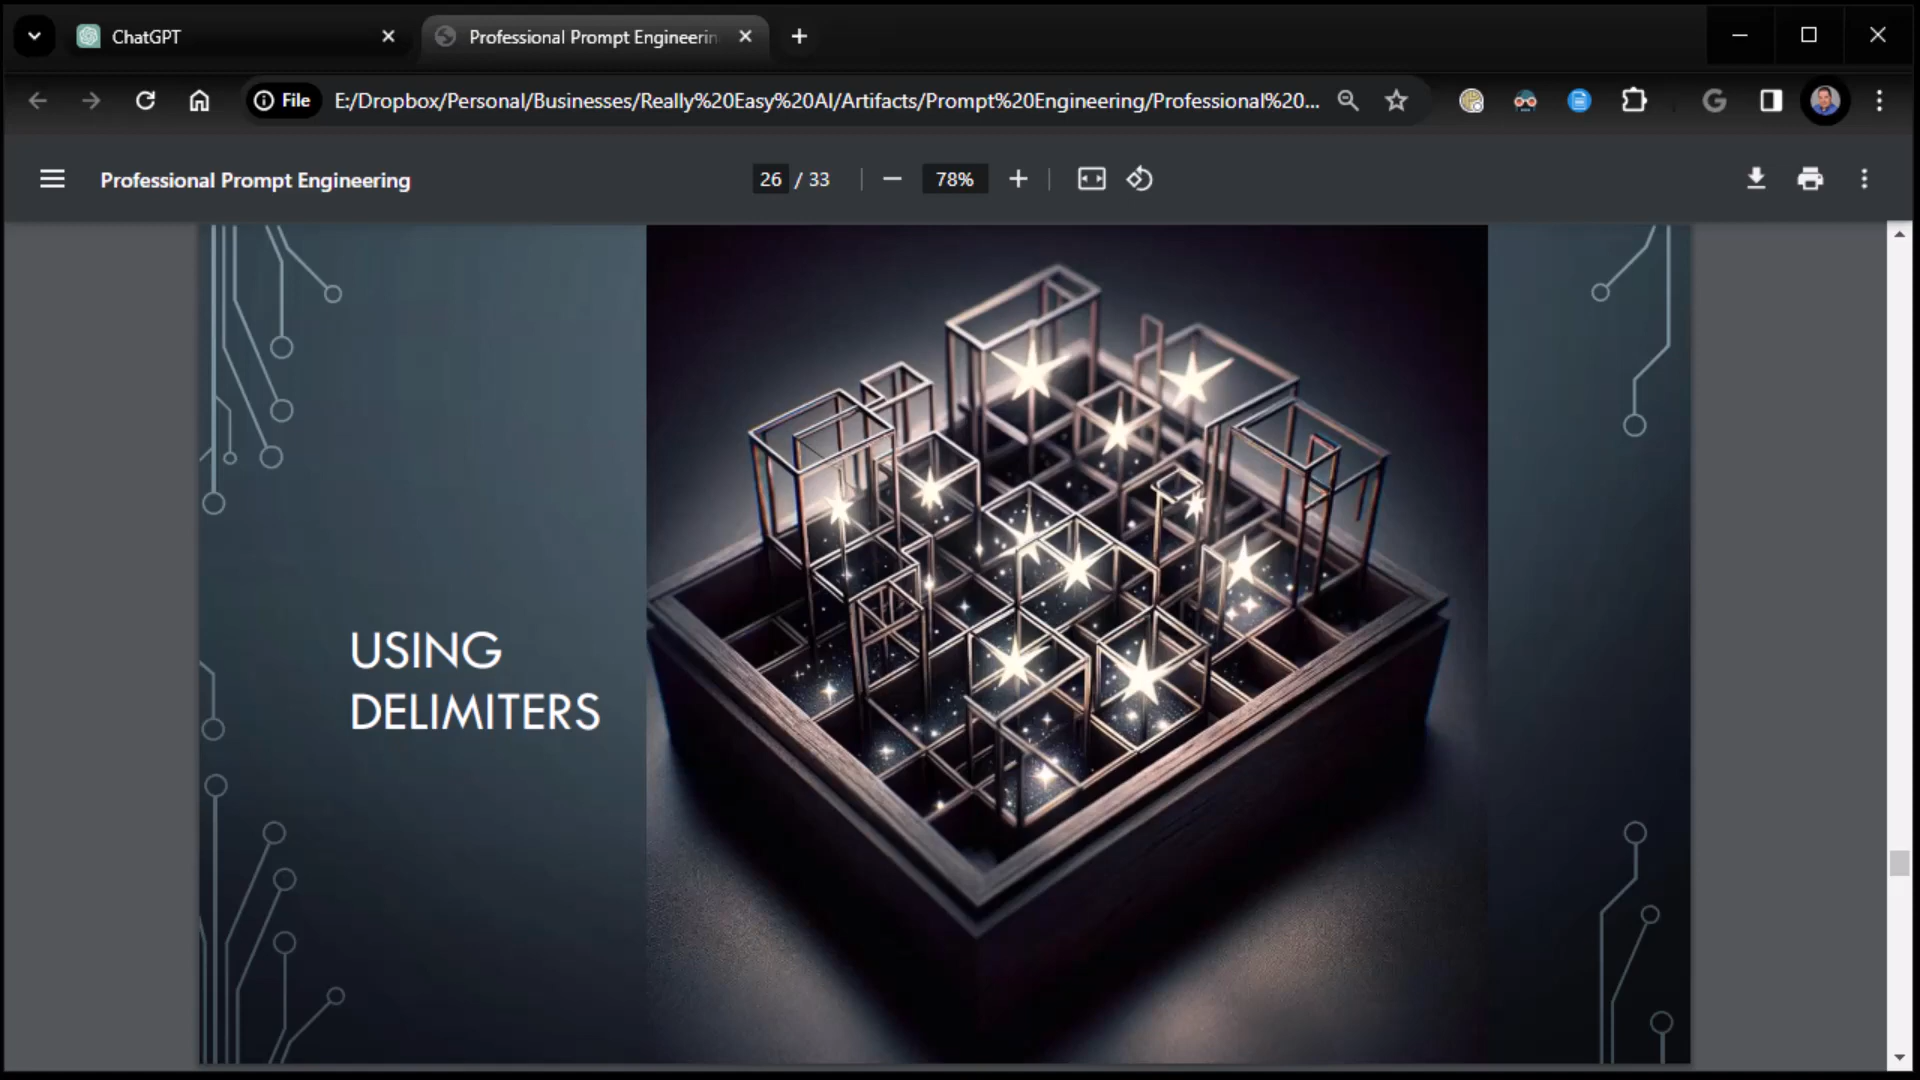 ChatGPT
Professional Prompt Engineerin
File
E:/Dropbox/Personal/Businesses/Really%20Easy%20AI/Artifacts/Prompt%20Engineering/Professional%20...
Professional Prompt Engineering
26 / 33
78%
USING
DELIMITERS